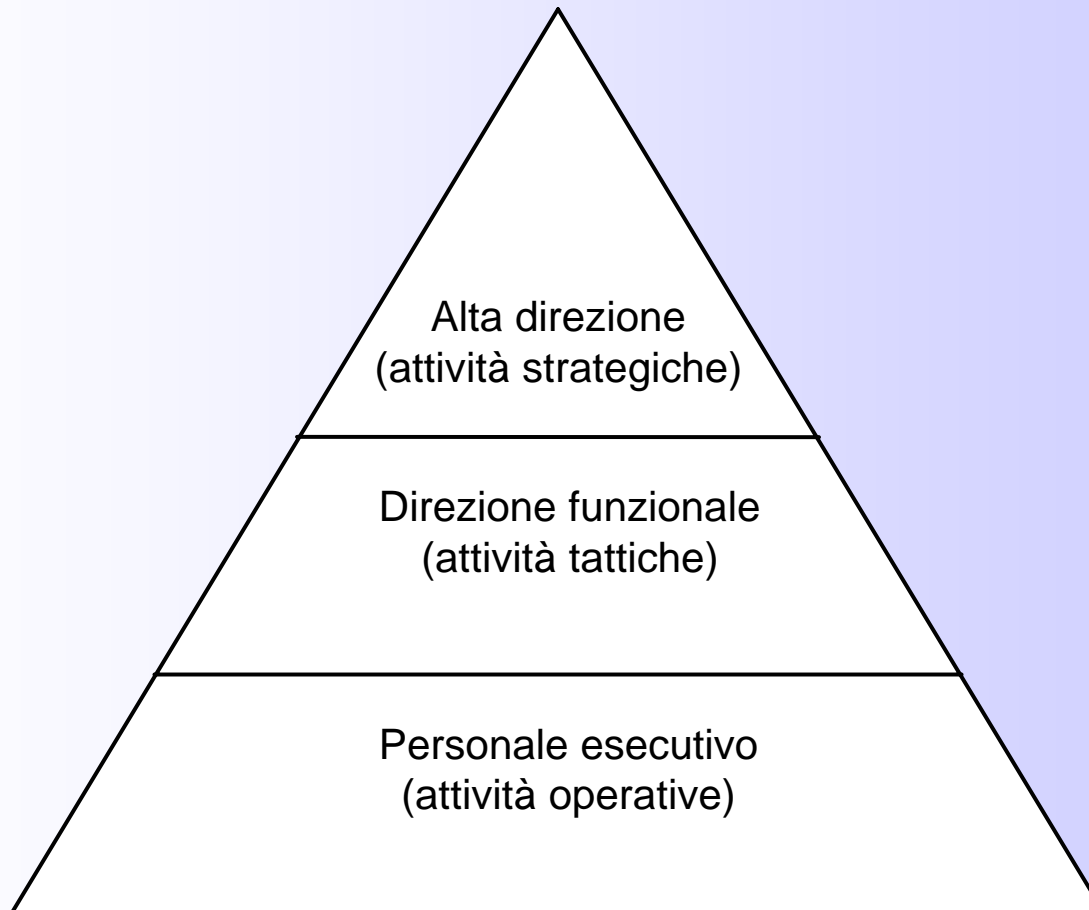 Alta direzione
(attività strategiche)
Direzione funzionale
(attività tattiche)
Personale esecutivo
(attività operative)